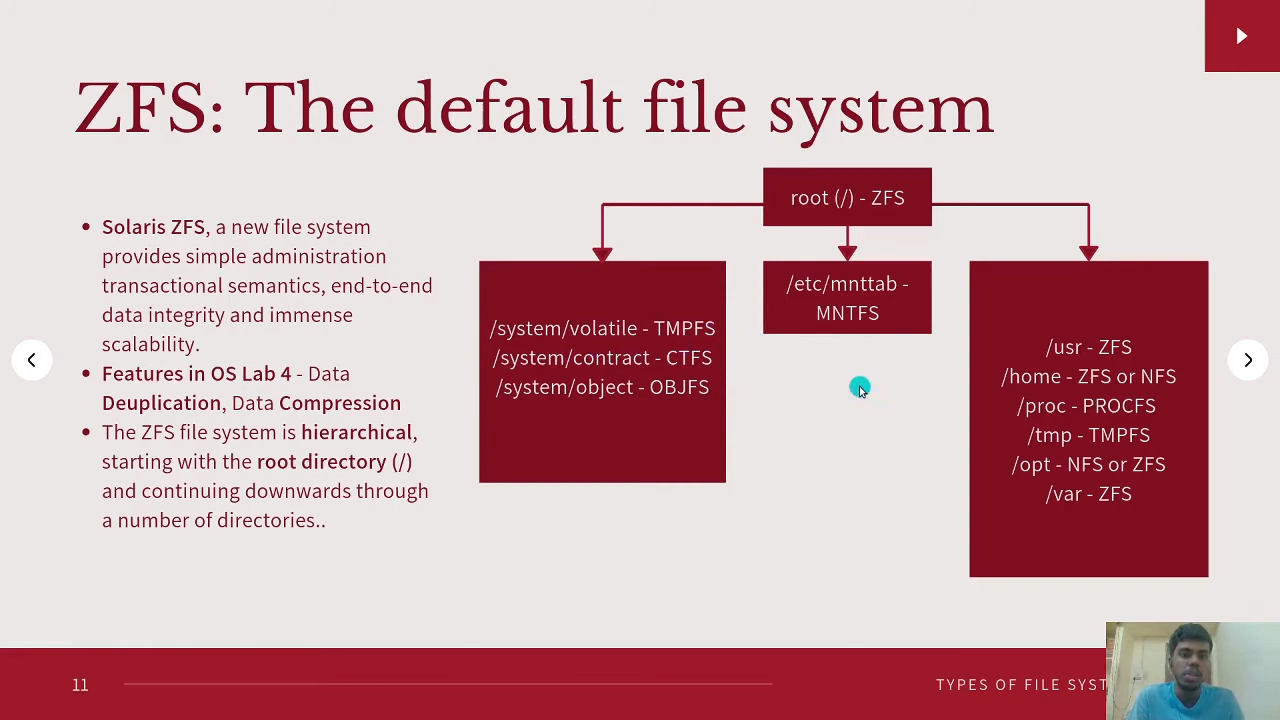 ZFS: The default file system
Solaris ZFS, a new file system
provides simple administration
transactional semantics, end-to-end
data integrity and immense
scalability.
Features in OS Lab 4 - Data
Deuplication, Data Compression
The ZFS file system is hierarchical,
starting with the root directory (/)
and continuing downwards through
a number of directories..
root (/) - ZFS
/system/volatile - TMPFS
/system/contract - CTFS
/system/object - OBJFS
/etc/mnttab -
MNTFS
/usr - ZFS
/home - ZFS or NFS
/proc - PROCFS
/tmp - TMPFS
/opt - NFS or ZFS
/var - ZFS
11
TYPES OF FILE SYST